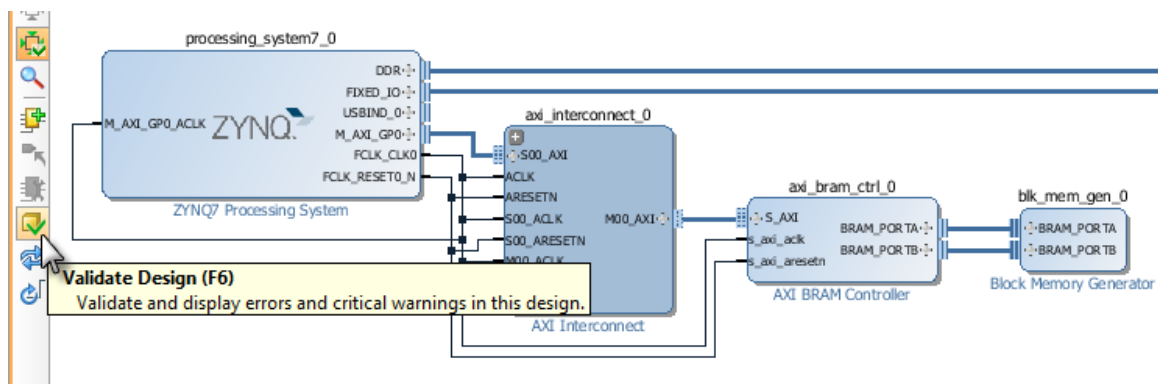 processing_system7_0
DDR
FIXED_IO
USBIND_0
M_AXI_GP0_ACLK
ZYNQ.
M_AXI_GP0
FCLK_CLK0
FCLK_RESET0_N
ZYNQ7 Processing System
axi_interconnect_0
S00_AXI
ACLK
ARESETN
S00_ACLK
M00_AXI
S00_ARESETN
M00_ACLK
AXI Interconnect
axi_bram_ctrl_0
S_AXI
BRAM_PORTA
s_axi_aclk
BRAM_PORTB
s_axi_aresetn
AXI BRAM Controller
blk_mem_gen_0
BRAM_PORTA
BRAM_PORTB
Block Memory Generator
Validate Design (F6)
Validate and display errors and critical warnings in this design.